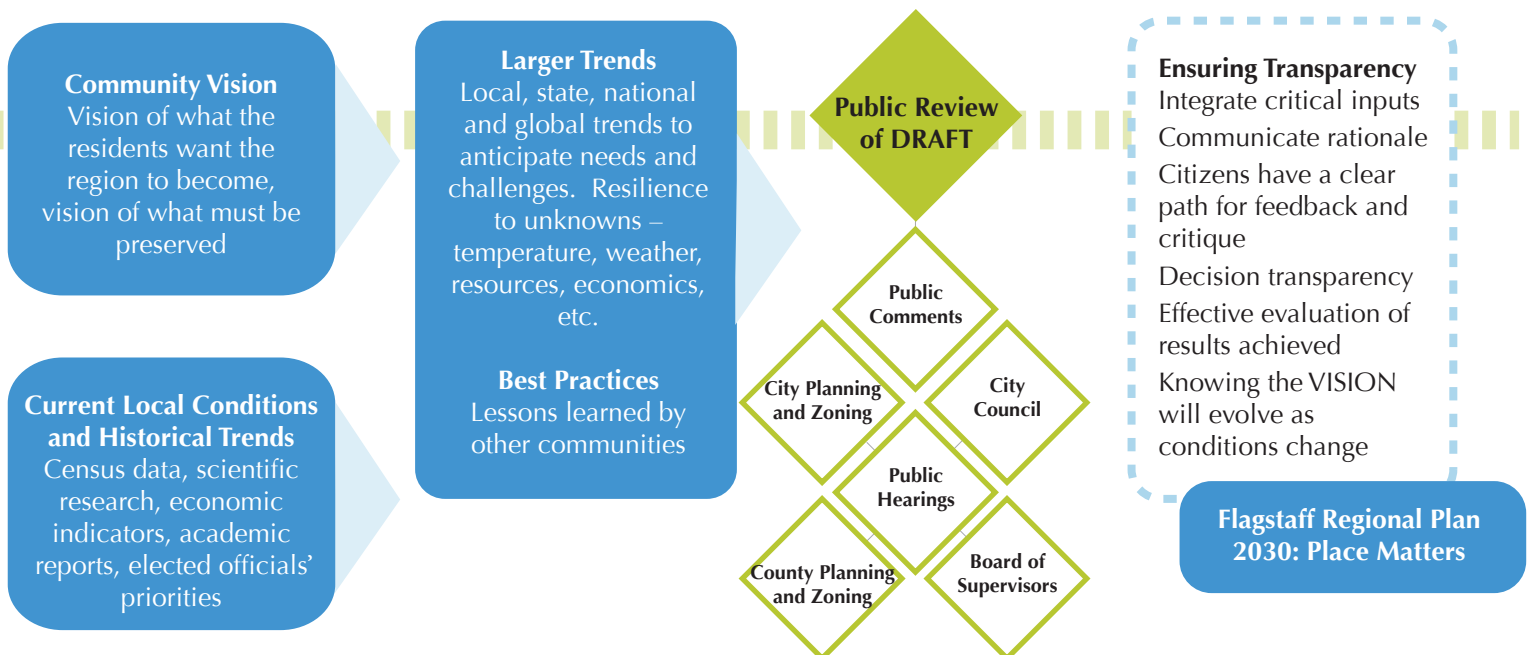 Community Vision
Vision of what the
residents want the
region to become,
vision of what must be
preserved
Current Local Conditions
and Historical Trends
Census data, scientific
research, economic
indicators, academic
reports, elected officials’
priorities
Larger Trends
Local, state, national
and global trends to
anticipate needs and
challenges.  Resilience
to unknowns –
temperature, weather,
resources, economics,
etc.
Best Practices
Lessons learned by
other communities
Public Review
of DRAFT
Public
Comments
City Planning
and Zoning
City
Council
Public
Hearings
County Planning
and Zoning
Board of
Supervisors
Ensuring Transparency
Integrate critical inputs
Communicate rationale
Citizens have a clear
path for feedback and
critique
Decision transparency
Effective evaluation of
results achieved
Knowing the VISION
will evolve as
conditions change
Flagstaff Regional Plan
2030: Place Matters